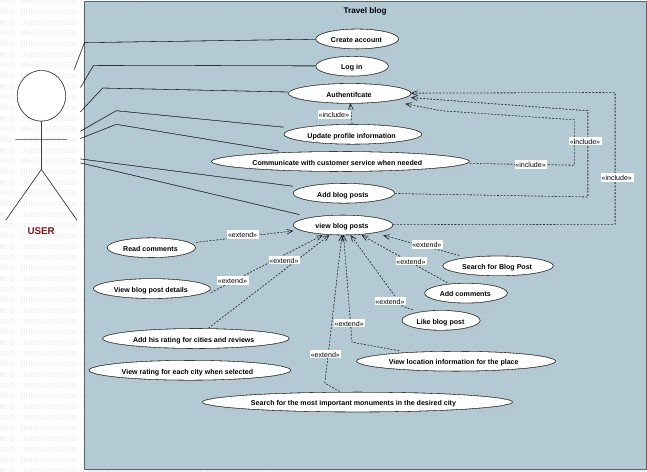 Travel blog
Create account
Log in
Authentifcate
«include»
Update profile information
«include»
Communicate with customer service when needed
«include»
«include»
Add blog posts
USER
view blog posts
«extend»
«extend»
Read comments
«extend»
«extend»
Search for Blog Post
«extend»
View blog post details
Add comments
«extend»
Like blog post
«extend»
Add his rating for cities and reviews
«extend»
View location information for the place
View rating for each city when selected
Search for the most important monuments in the desired city
UNREGISTERED